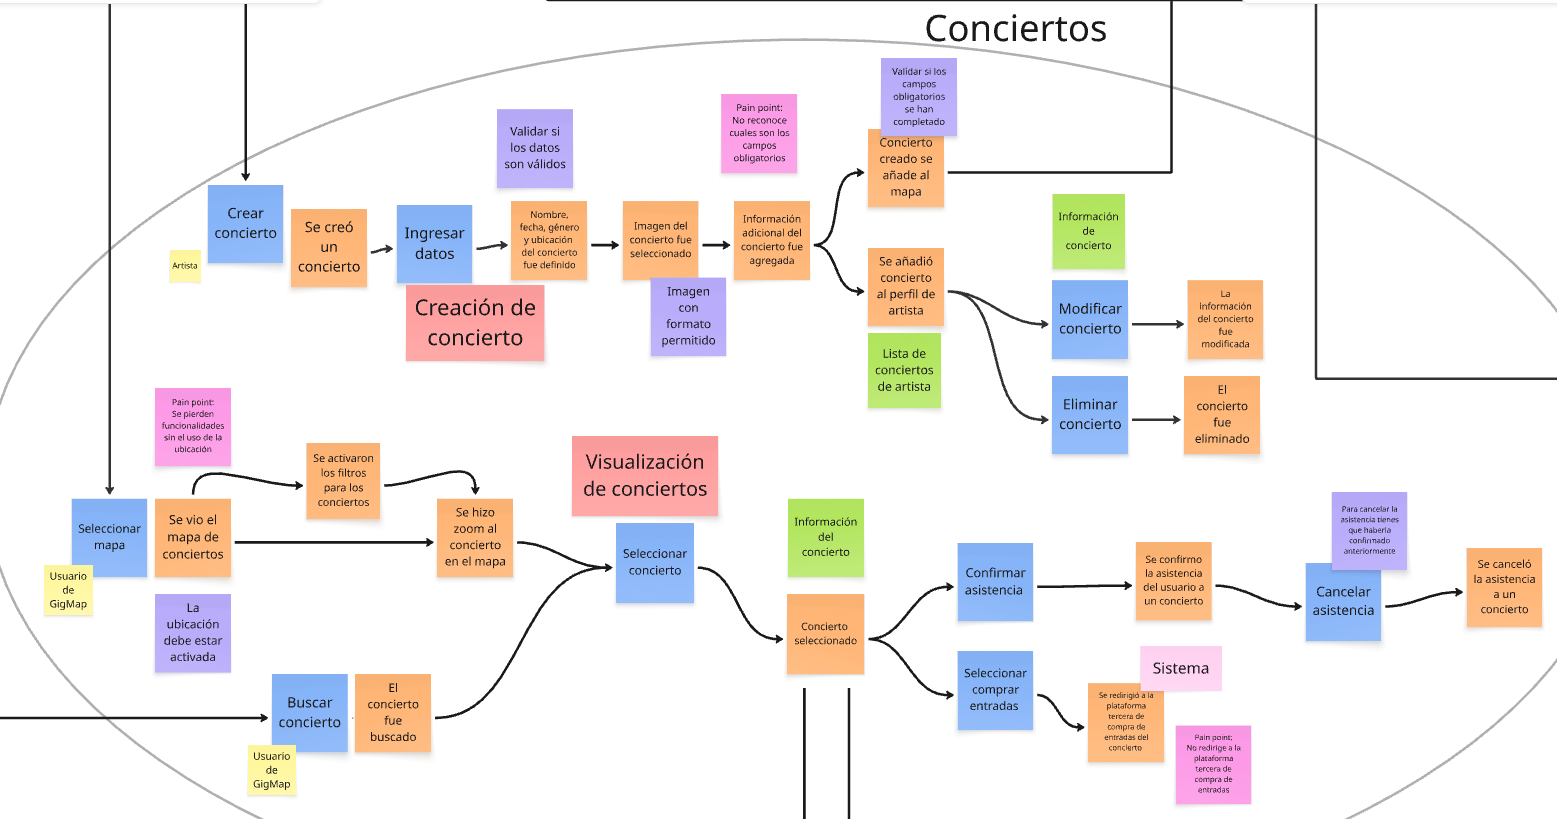 Conciertos
Validar si los
campos
obligatorios
se han
completado
Pain point:
No reconoce
cuales son los
campos
obligatorios
Validar si
los datos
son válidos
Concierto
creado se
añade al
mapa
Crear
concierto
Se creó
un
concierto
Artista
Ingresar
datos
Nombre,
fecha, género
y ubicación
del concierto
fue definido
Imagen del
concierto fue
seleccionado
Información
adicional del
concierto fue
agregada
Información
de
concierto
Se añadió
concierto
al perfil de
artista
Creación de
concierto
Imagen
con
formato
permitido
Modificar
concierto
La
información
del concierto
fue
modificada
Lista de
conciertos
de artista
Eliminar
concierto
El
concierto
fue
eliminado
Pain point:
Se pierden
funcionalidades
sin el uso de la
ubicación
Se activaron
los filtros
para los
conciertos
Visualización
de conciertos
Seleccionar
mapa
Se vio el
mapa de
conciertos
Se hizo
zoom al
concierto
en el mapa
Usuario
de
GigMap
La
ubicación
debe estar
activada
Seleccionar
concierto
Información
del
concierto
Concierto
seleccionado
Confirmar
asistencia
Se confirmo
la asistencia
del usuario a
un concierto
Para cancelar la
asistencia tienes
que haberla
confirmado
anteriormente
Cancelar
asistencia
Se canceló
la asistencia
a un
concierto
Buscar
concierto
El
concierto
fue
buscado
Usuario
de
GigMap
Seleccionar
comprar
entradas
Sistema
Se redirigió a la
plataforma
tercera de
compra de
entradas del
concierto
Pain point:
No redirige a la
plataforma
tercera de
compra de
entradas